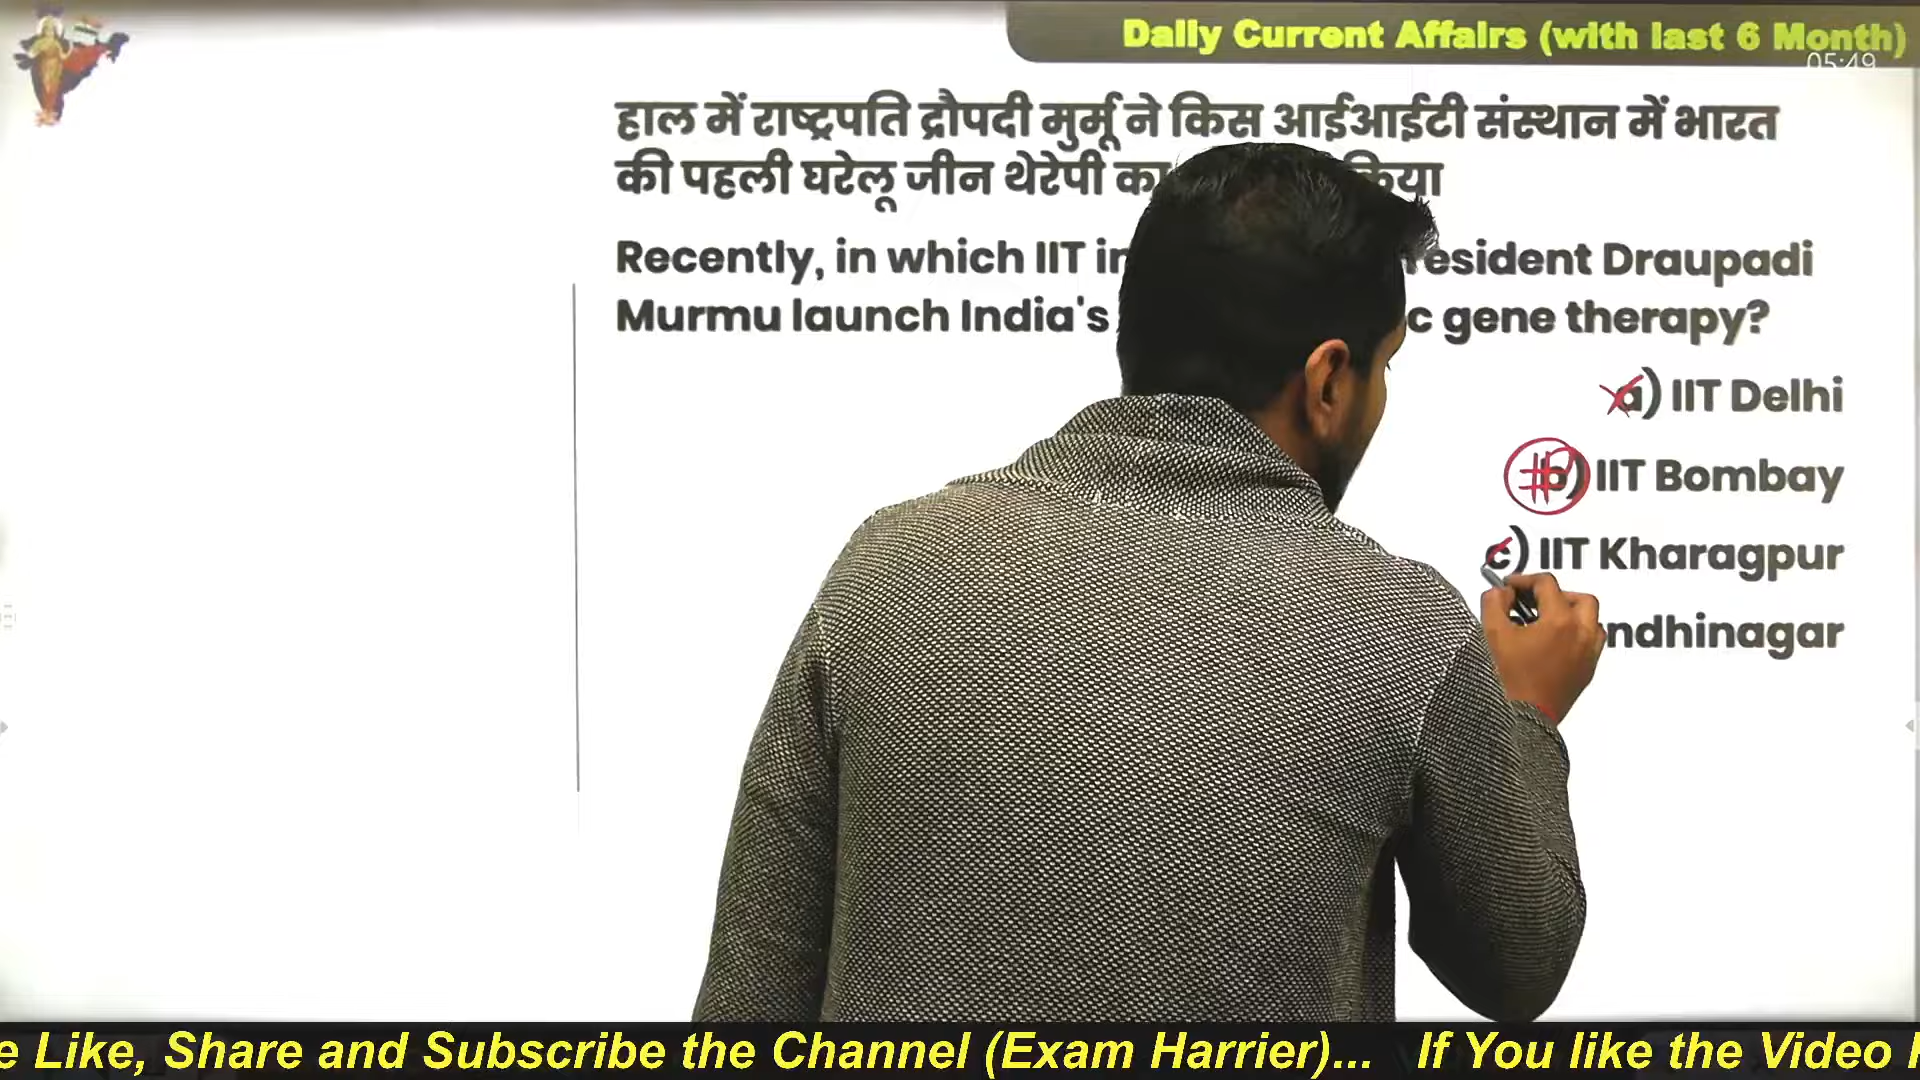 Daily Current Affairs (with last 6 Month)
05:49
हाल में राष्ट्रपति द्रौपदी मुर्मू ने किस आईआईटी संस्थान में भारत
की पहली घरेलू जीन थेरेपी का किया
Recently, in which IIT Draupadi
Murmu launch India's gene therapy?
a) IIT Delhi
b) IIT Bombay
c) IIT Kharagpur
e Like, Share and Subscribe the Channel (Exam Harrier)... If You like the Video